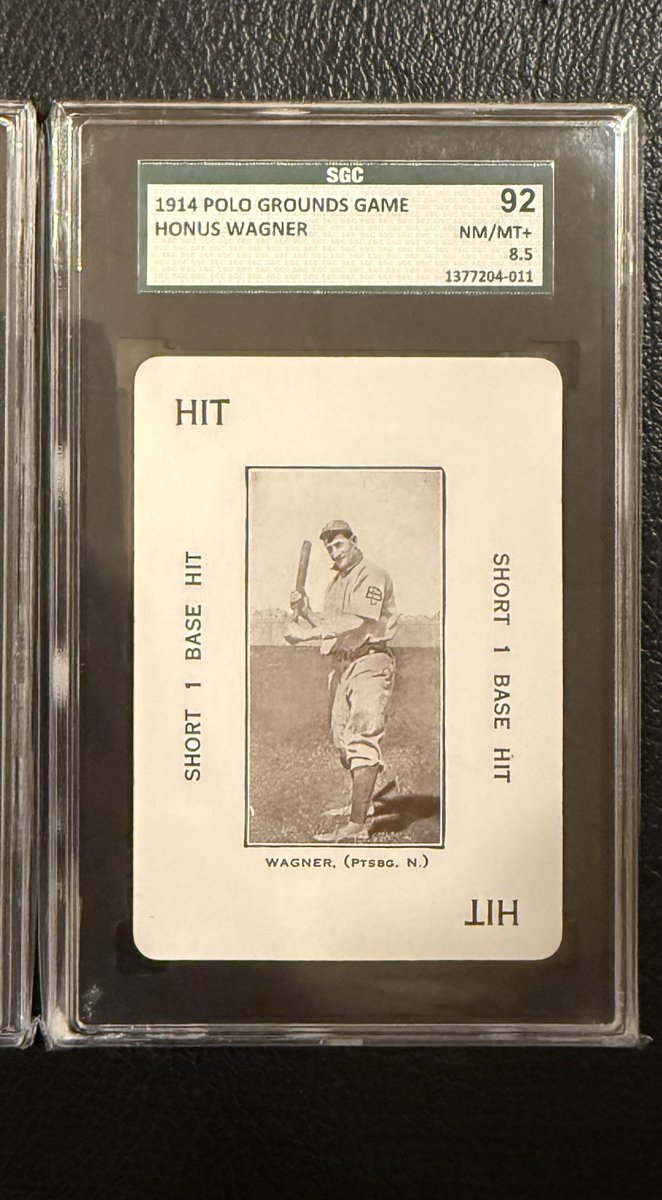 SGC
1914 POLO GROUNDS GAME
HONUS WAGNER
92
NM/MT+
8.5
1377204-011
HIT
SHORT 1 BASE HIT
SHORT 1 BASE HIT
WAGNER, (PTSBG. N.)
HIT